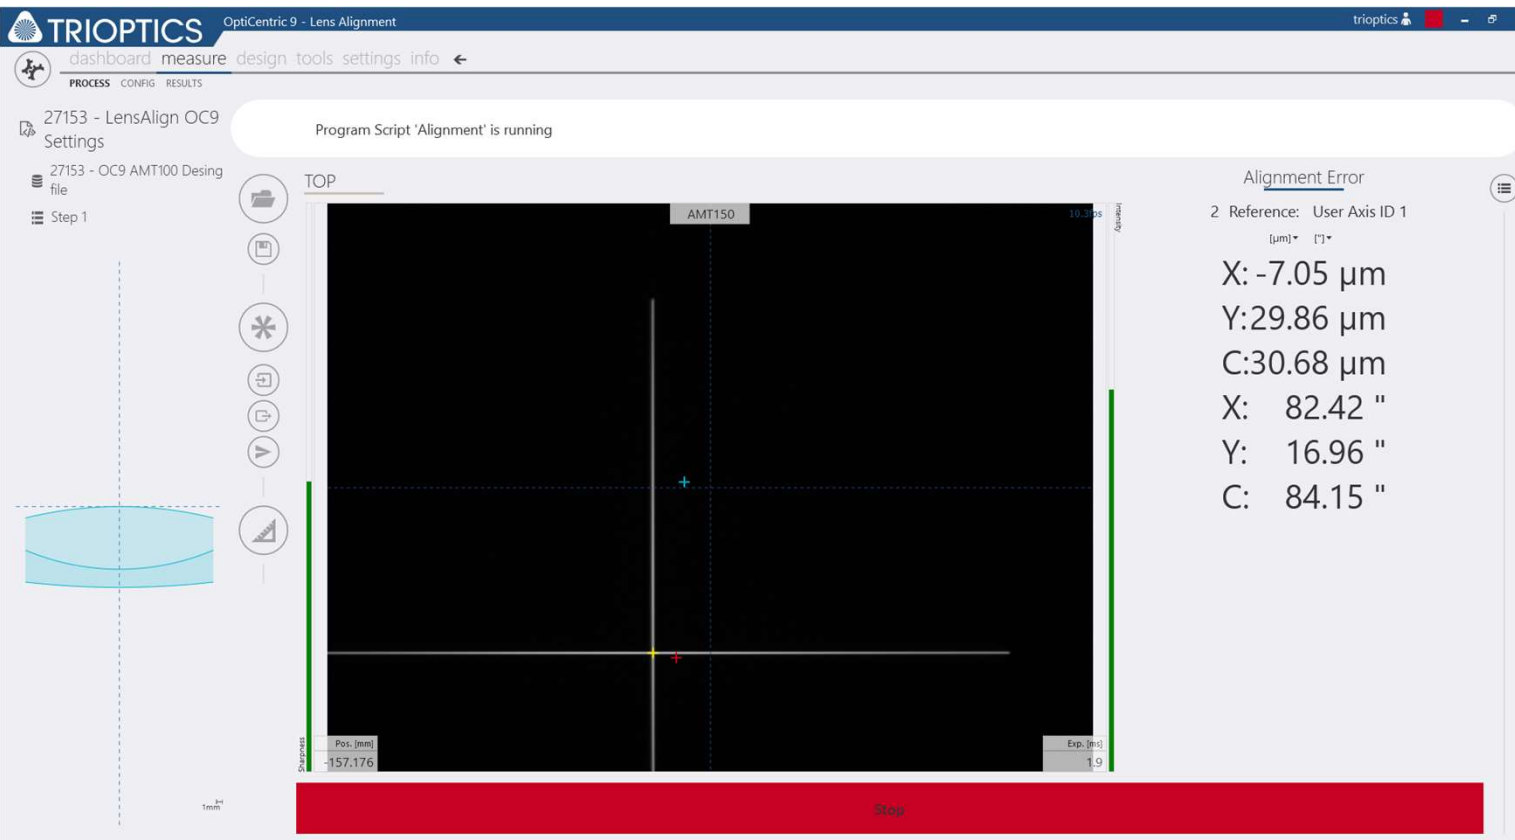 TRIOPTICS
OptiCentric 9 - Lens Alignment
trioptics
dashboard measure design tools settings info
PROCESS CONFIG RESULTS
27153 - LensAlign OC9
Settings
27153 - OC9 AMT100 Desing
file
Step 1
1mm
Program Script 'Alignment' is running
TOP
AMT150
10.3fps
Intensity
Sharpness
Pos. [mm]
-157.176
Exp. [ms]
1.9
Stop
Alignment Error
2 Reference: User Axis ID 1
[µm] ["]
X: -7.05 µm
Y:29.86 µm
C:30.68 µm
X: 82.42 "
Y: 16.96 "
C: 84.15 "